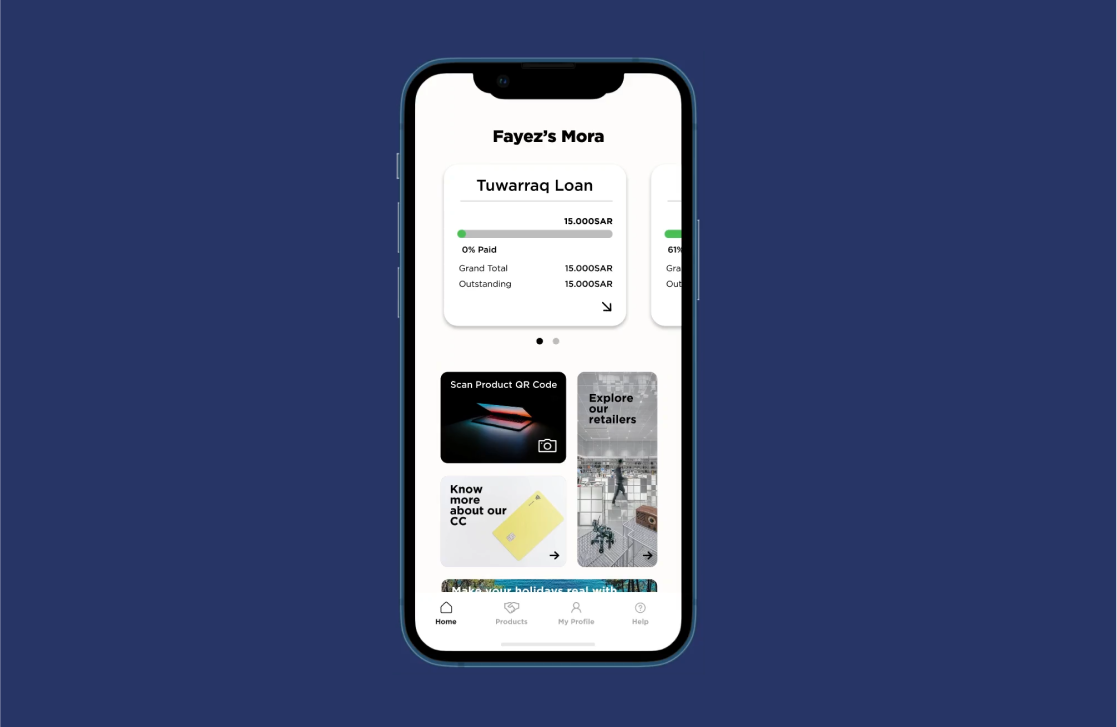 Fayez’s Mora
Tuwarraq Loan
15.000SAR
0% Paid
61%
Grand Total
15.000SAR
Gra
Outstanding
15.000SAR
Out
Scan Product QR Code
Explore
our
retailers
Know
more
about our
CC
Make your holidays real with
Home
Products
My Profile
Help